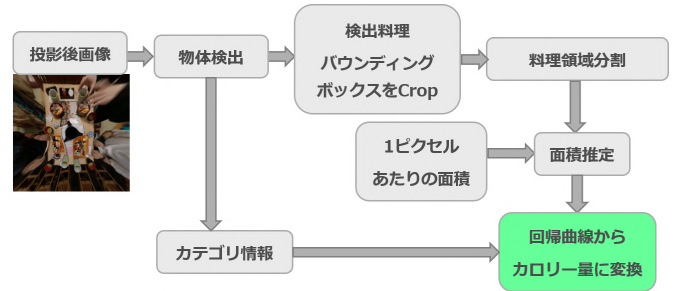 投影後画像
物体検出
検出料理
バウンディング
ボックスをCrop
料理領域分割
1ピクセル
あたりの面積
面積推定
カテゴリ情報
回帰曲線から
カロリー量に変換